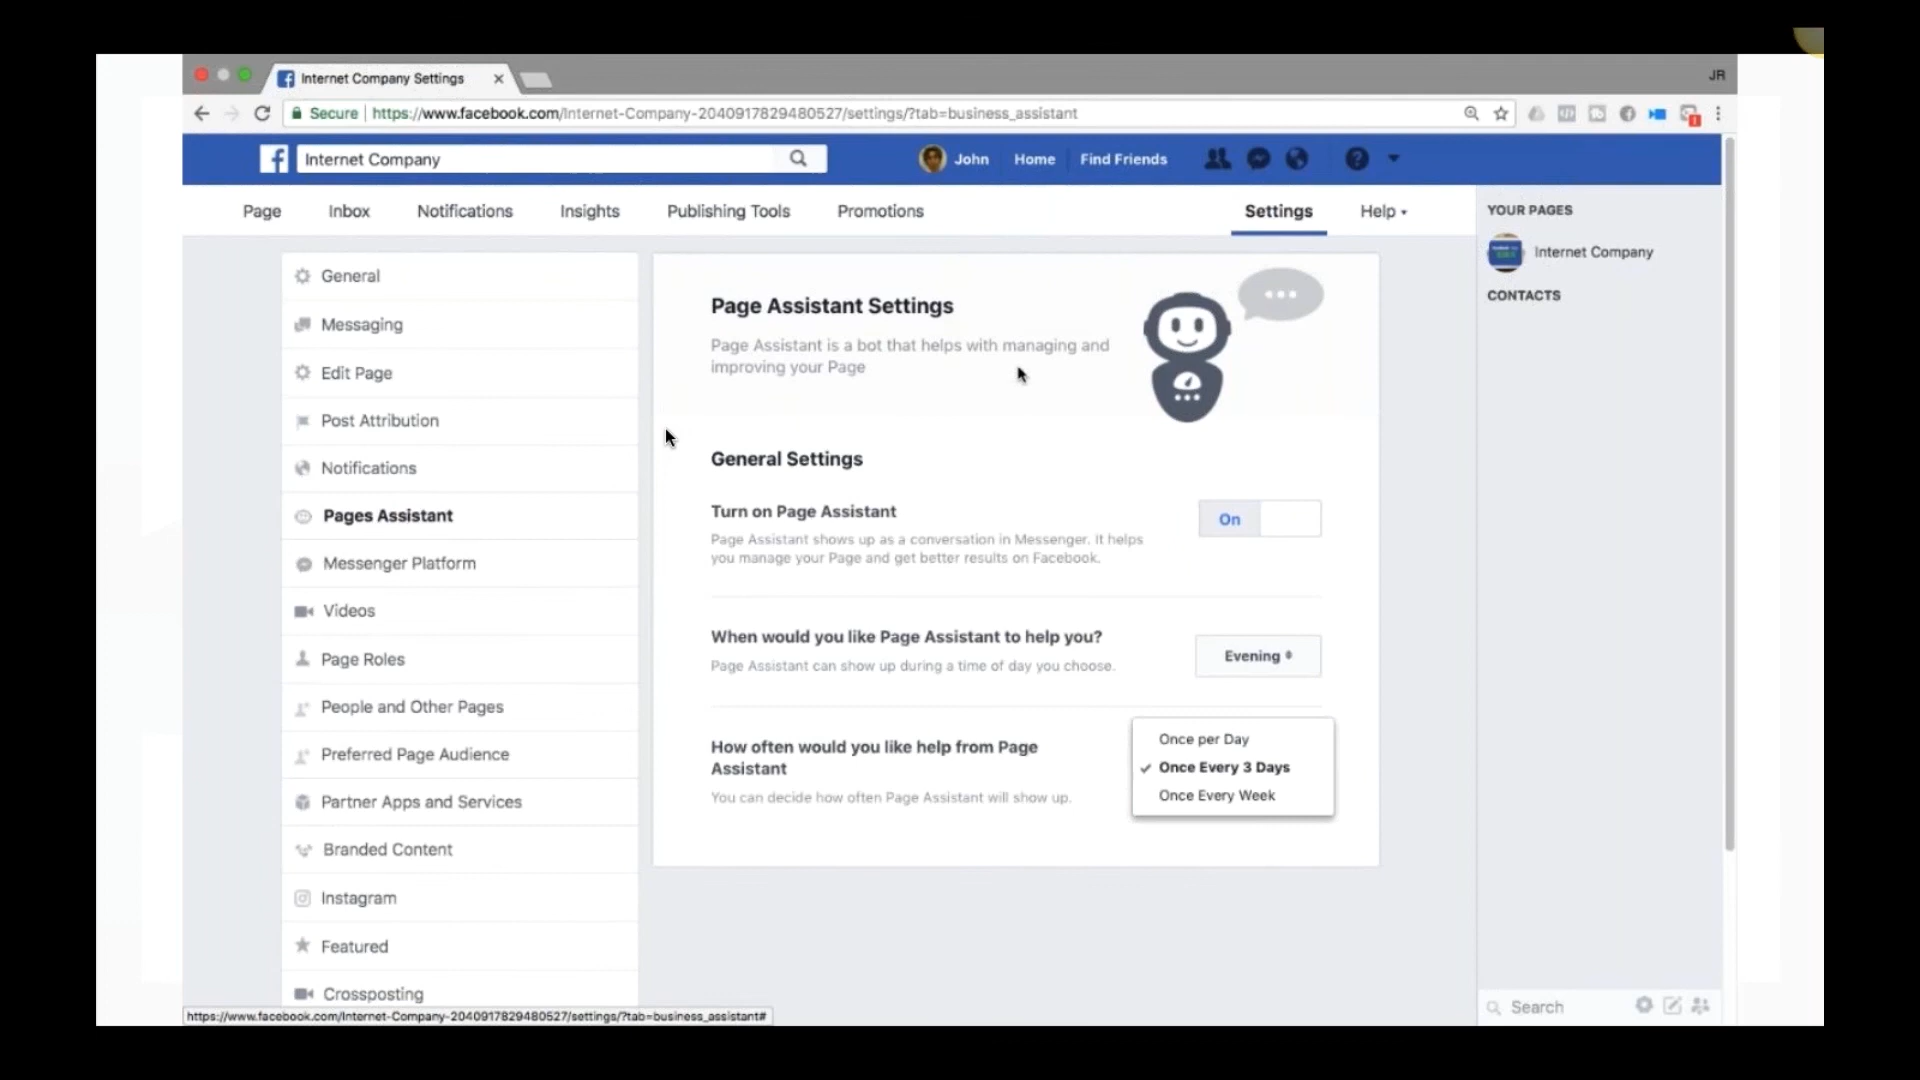 Internet Company Settings
JR
Secure
https://www.facebook.com/Internet-Company-2040917829480527/settings/?tab=business_assistant
Internet Company
John
Home
Find Friends
Page
Inbox
Notifications
Insights
Publishing Tools
Promotions
Settings
Help
YOUR PAGES
Internet Company
CONTACTS
General
Messaging
Edit Page
Post Attribution
Notifications
Pages Assistant
Messenger Platform
Videos
Page Roles
People and Other Pages
Preferred Page Audience
Partner Apps and Services
Branded Content
Instagram
Featured
Crossposting
Page Assistant Settings
Page Assistant is a bot that helps with managing and
improving your Page
General Settings
Turn on Page Assistant
On
Page Assistant shows up as a conversation in Messenger. It helps
you manage your Page and get better results on Facebook.
When would you like Page Assistant to help you?
Evening
Page Assistant can show up during a time of day you choose.
How often would you like help from Page
Assistant
You can decide how often Page Assistant will show up.
Once per Day
Once Every 3 Days
Once Every Week
https://www.facebook.com/Internet-Company-2040917829480527/settings/?tab=business_assistant#
Search